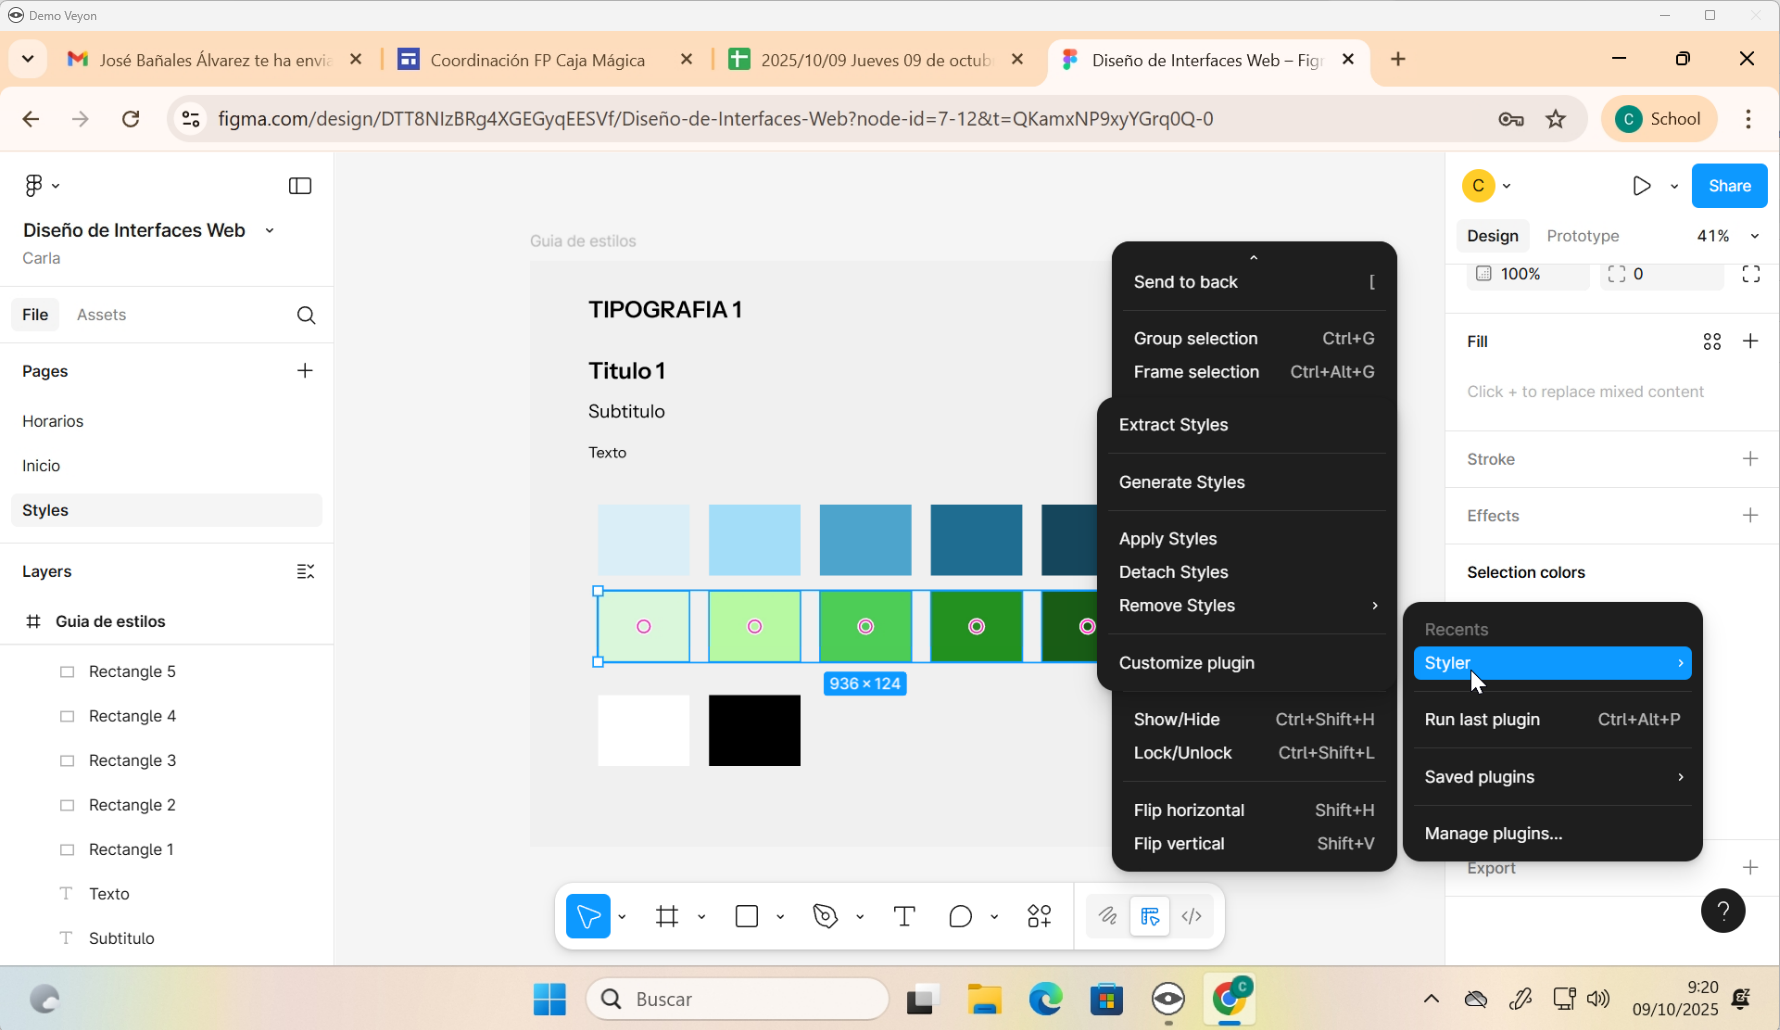 Demo Veyon
José Bañales Álvarez te ha envia
Coordinación FP Caja Mágica
2025/10/09 Jueves 09 de octub
Diseño de Interfaces Web – Fig
figma.com/design/DTT8NIzBRg4XGEGyqEESVf/Diseño-de-Interfaces-Web?node-id=7-12&t=QKamxNP9xyYGrq0Q-0
C School
Diseño de Interfaces Web
Carla
File Assets
Pages
Horarios
Inicio
Styles
Layers
Guia de estilos
Rectangle 5
Rectangle 4
Rectangle 3
Rectangle 2
Rectangle 1
Texto
Subtitulo
Guia de estilos
TIPOGRAFIA 1
Titulo 1
Subtitulo
Texto
936 × 124
Send to back [
Group selection Ctrl+G
Frame selection Ctrl+Alt+G
Extract Styles
Generate Styles
Apply Styles
Detach Styles
Remove Styles
Customize plugin
Show/Hide Ctrl+Shift+H
Lock/Unlock Ctrl+Shift+L
Flip horizontal Shift+H
Flip vertical Shift+V
Recents
Styler
Run last plugin Ctrl+Alt+P
Saved plugins
Manage plugins...
C
Share
Design Prototype 41%
100% 0
Fill
Click + to replace mixed content
Stroke
Effects
Selection colors
Export
?
Buscar
C
9:20
09/10/2025